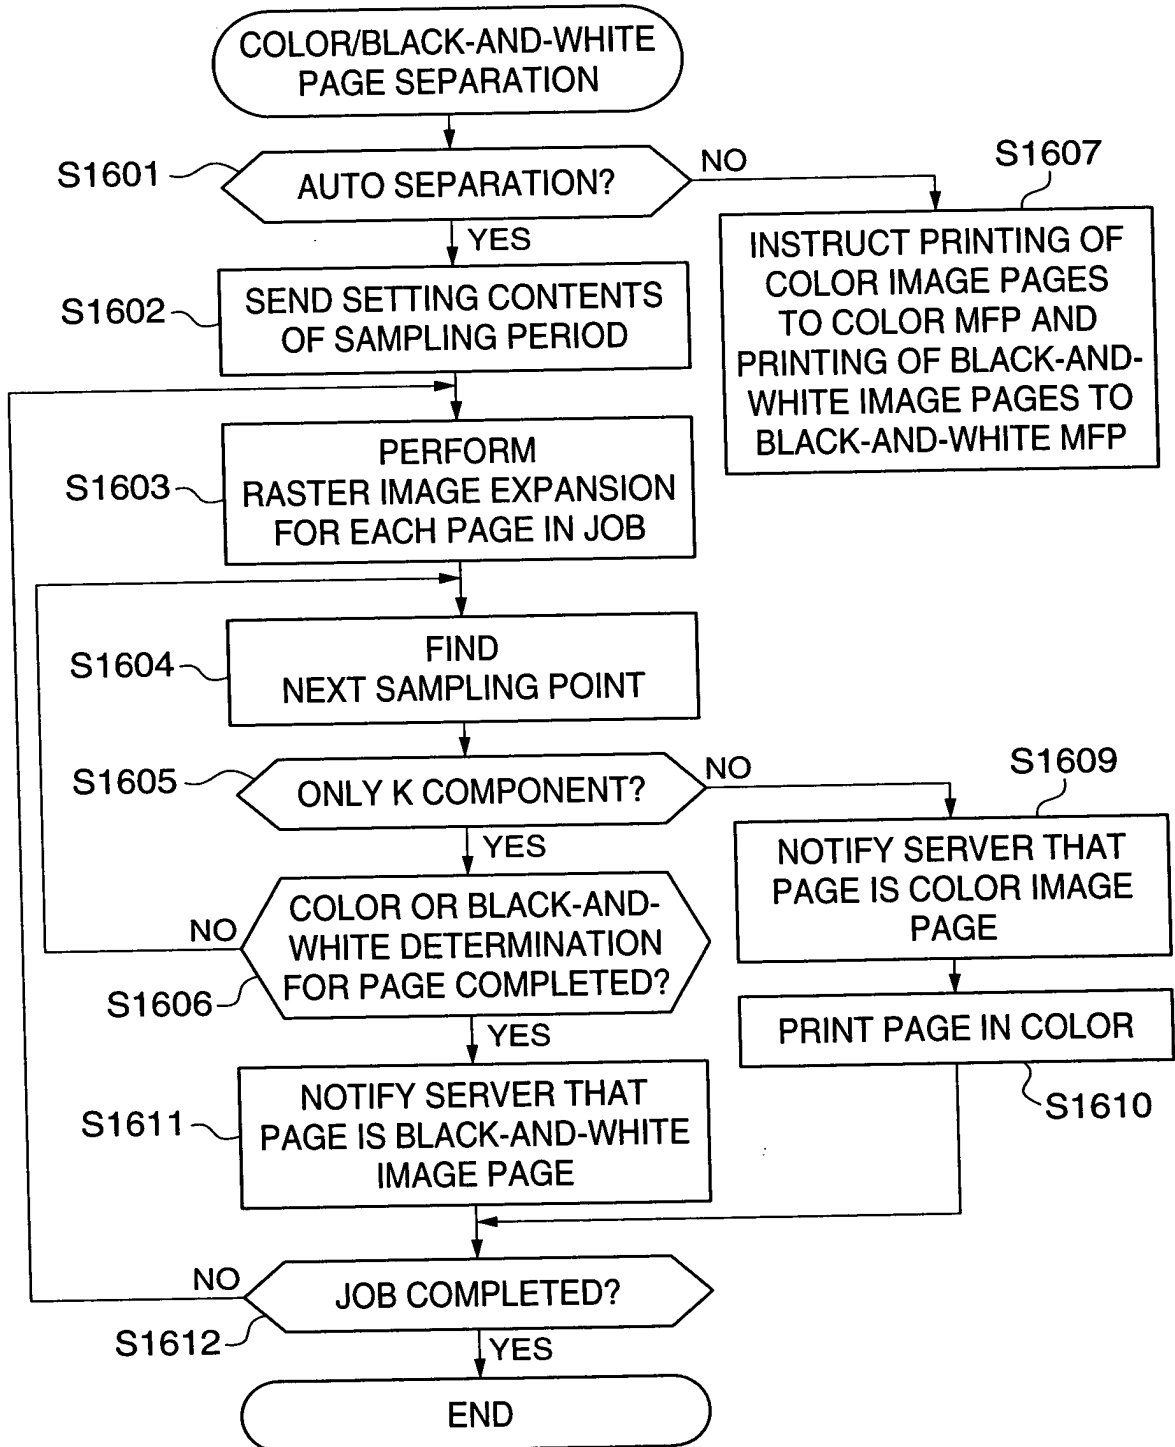 COLOR/BLACK-AND-WHITE
PAGE SEPARATION
S1601
AUTO SEPARATION?
NO
S1607
YES
INSTRUCT PRINTING OF
COLOR IMAGE PAGES
TO COLOR MFP AND
PRINTING OF BLACK-AND-
WHITE IMAGE PAGES TO
BLACK-AND-WHITE MFP
S1602
SEND SETTING CONTENTS
OF SAMPLING PERIOD
S1603
PERFORM
RASTER IMAGE EXPANSION
FOR EACH PAGE IN JOB
S1604
FIND
NEXT SAMPLING POINT
S1605
ONLY K COMPONENT?
NO
S1609
YES
NOTIFY SERVER THAT
PAGE IS COLOR IMAGE
PAGE
NO
COLOR OR BLACK-AND-
WHITE DETERMINATION
FOR PAGE COMPLETED?
S1606
YES
PRINT PAGE IN COLOR
S1610
S1611
NOTIFY SERVER THAT
PAGE IS BLACK-AND-WHITE
IMAGE PAGE
NO
JOB COMPLETED?
S1612
YES
END